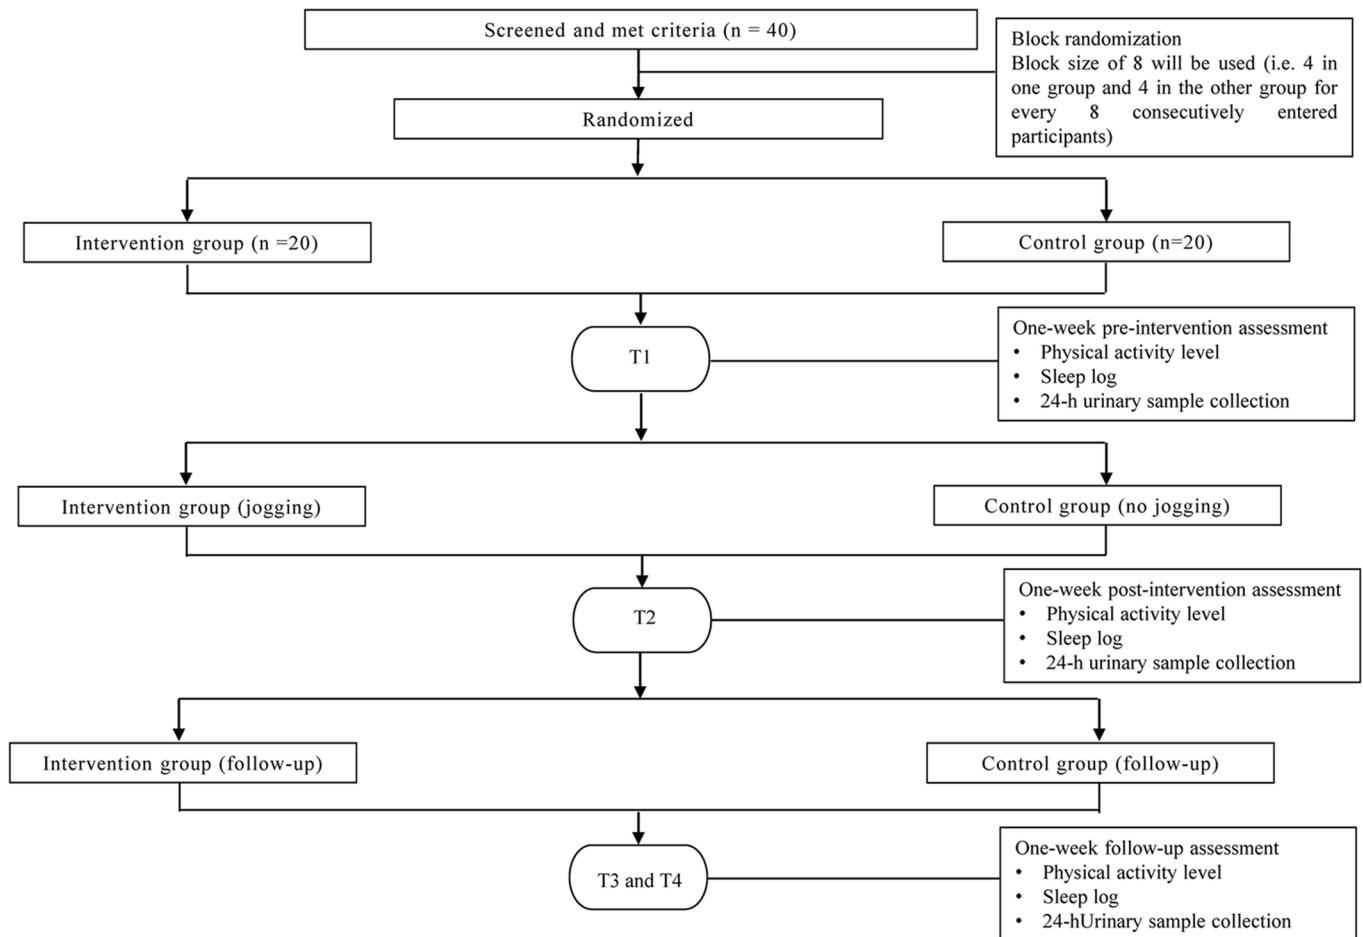 Screened and met criteria (n = 40)
Block randomization
Block size of 8 will be used (i.e. 4 in
one group and 4 in the other group for
every 8 consecutively entered
participants)
Randomized
Intervention group (n =20)
Control group (n=20)
One-week pre-intervention assessment
• Physical activity level
• Sleep log
• 24-h urinary sample collection
T1
Intervention group (jogging)
Control group (no jogging)
One-week post-intervention assessment
• Physical activity level
• Sleep log
• 24-h urinary sample collection
T2
Intervention group (follow-up)
Control group (follow-up)
One-week follow-up assessment
• Physical activity level
• Sleep log
• 24-hUrinary sample collection
T3 and T4